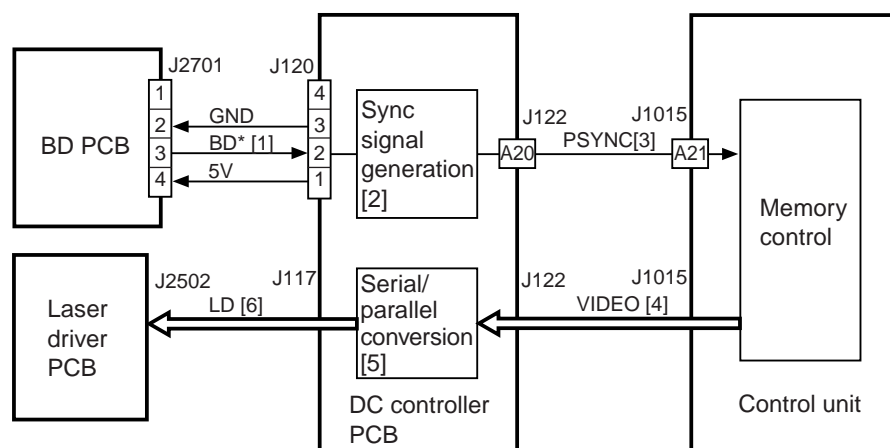 J2701
J120
1
2
3
4
4
3
2
1
BD PCB
GND
BD* [1]
5V
Sync
signal
generation
[2]
J122
A20
PSYNC[3]
J1015
A21
Memory
control
Laser
driver
PCB
J2502
LD [6]
J117
Serial/
parallel
conversion
[5]
J122
VIDEO [4]
J1015
DC controller
PCB
Control unit